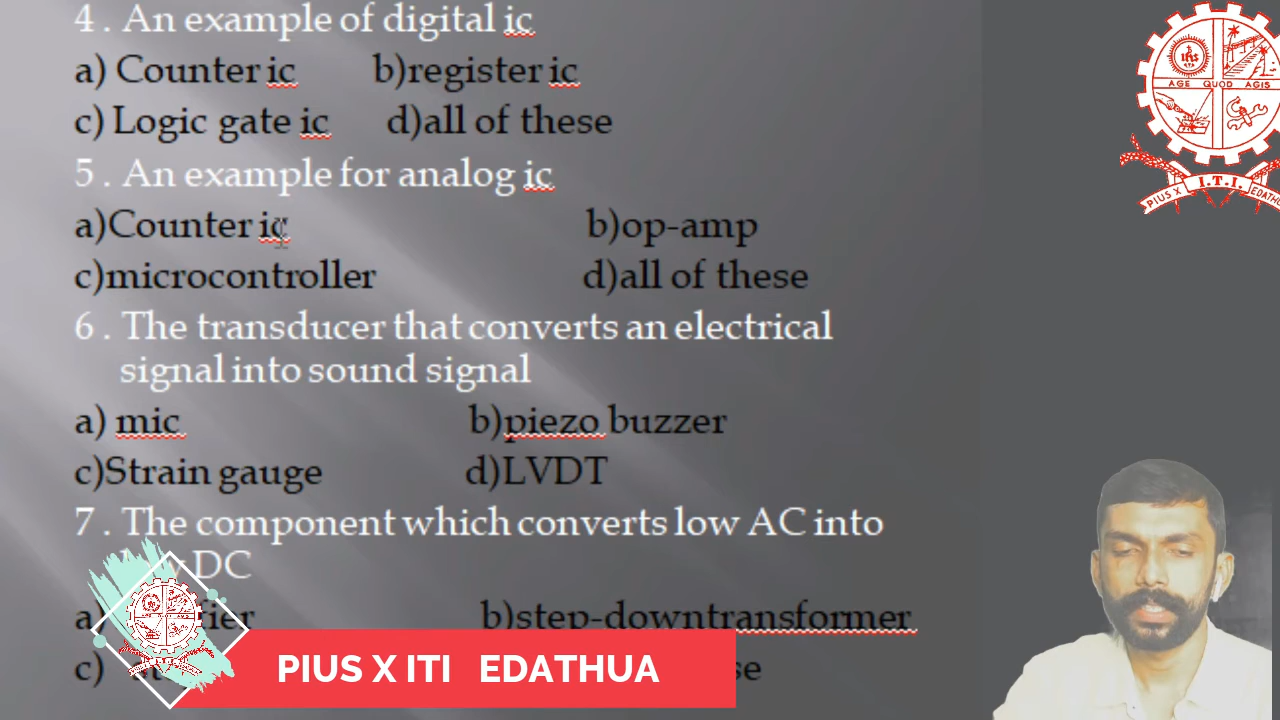 4 . An example of digital ic
a) Counter ic b)register ic
c) Logic gate ic d)all of these
5 . An example for analog ic
a)Counter ic b)op-amp
c)microcontroller d)all of these
6 . The transducer that converts an electrical
signal into sound signal
a) mic b)piezo buzzer
c)Strain gauge d)LVDT
7 . The component which converts low AC into
DC
a) fier b)step-downtransformer
c) se
PIUS X ITI EDATHUA
AGE QUOD AGIS
PIUS X I.T.I. EDATHUA